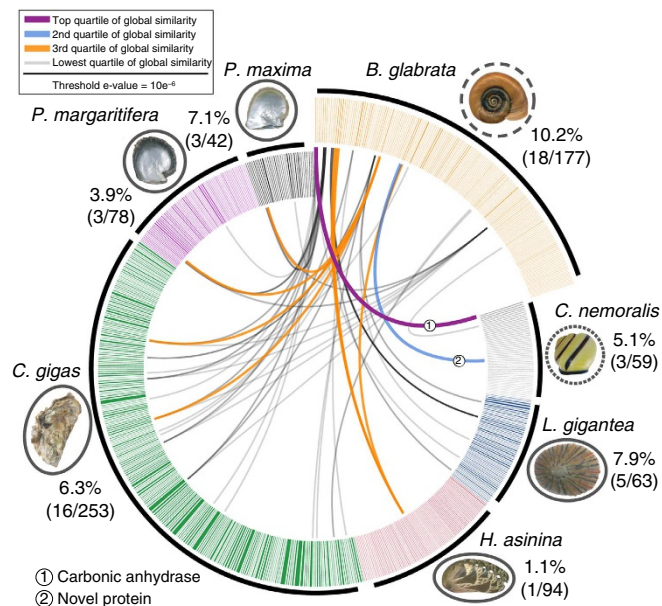 Top quartile of global similarity
2nd quartile of global similarity
3rd quartile of global similarity
Lowest quartile of global similarity
Threshold e-value = 10e⁻⁶
P. maxima
7.1%
(3/42)
B. glabrata
10.2%
(18/177)
P. margaritifera
3.9%
(3/78)
C. nemoralis
5.1%
(3/59)
C. gigas
6.3%
(16/253)
L. gigantea
7.9%
(5/63)
H. asinina
1.1%
(1/94)
1
2
① Carbonic anhydrase
② Novel protein